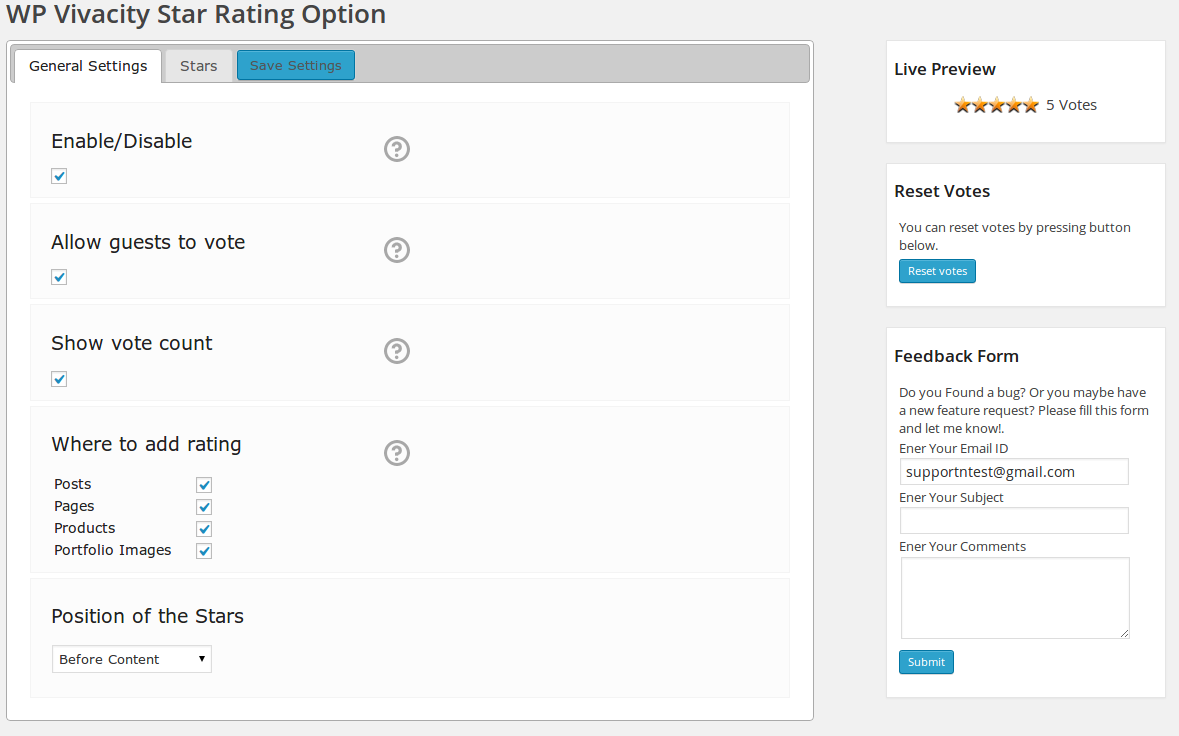 WP Vivacity Star Rating Option
General Settings
Stars
Save Settings
Enable/Disable
?
Allow guests to vote
?
Show vote count
?
Where to add rating
?
Posts
Pages
Products
Portfolio Images
Position of the Stars
Before Content
Live Preview
5 Votes
Reset Votes
You can reset votes by pressing button
below.
Reset votes
Feedback Form
Do you Found a bug? Or you maybe have
a new feature request? Please fill this form
and let me know!.
Ener Your Email ID
supportntest@gmail.com
Ener Your Subject
Ener Your Comments
Submit